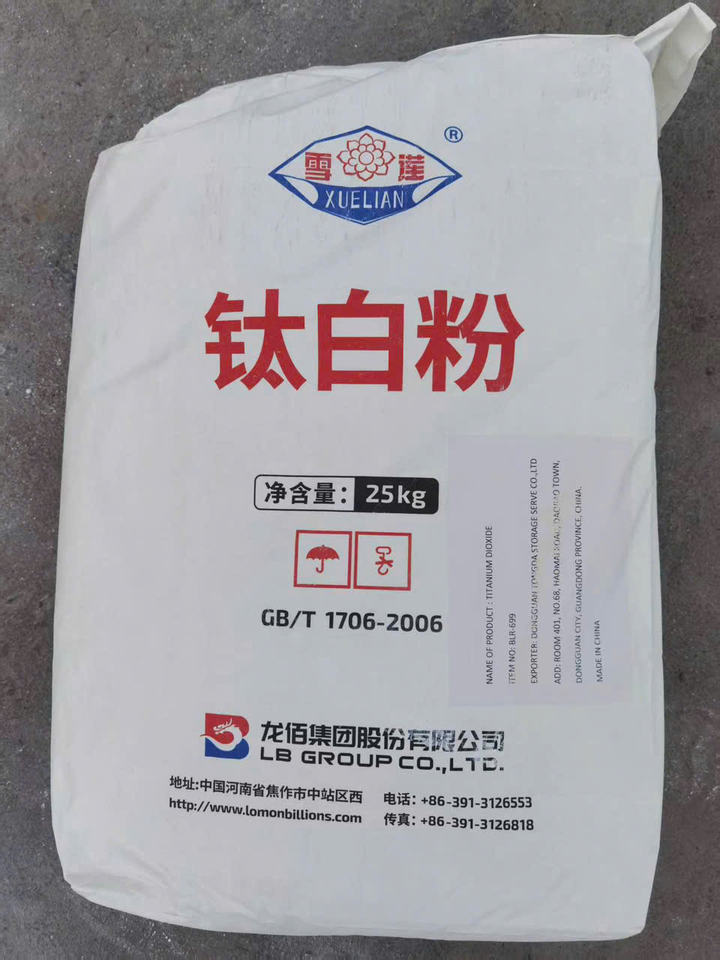 雪莲
®
XUELIAN
钛白粉
净含量： 25kg
GB/T 1706-2006
NAME OF PRODUCT : TITANIUM DIOXIDE
ITEM NO: BLR-699
EXPORTER: DONGGUAN TONGDA STORAGE SERVE CO.,LTD
ADD: ROOM 401, NO.68, HAOMAI ROAD, DAOJIAO TOWN,
DONGGUAN CITY, GUANGDONG PROVINCE, CHINA.
MADE IN CHINA
龙佰集团股份有限公司
LB GROUP CO.,LTD.
地址:中国河南省焦作市中站区西 电话: +86-391-3126553
http://www.lomonbillions.com 传真: +86-391-3126818